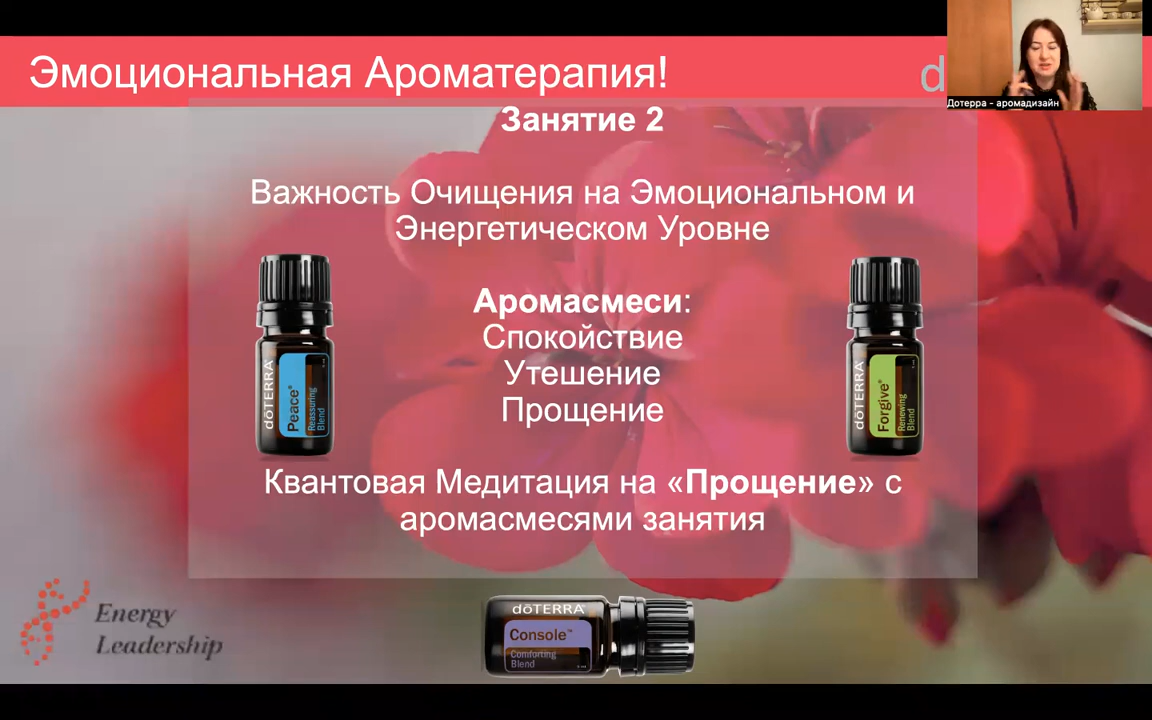 Эмоциональная Ароматерапия!
d
Дотерра - аромадизайн
Занятие 2
Важность Очищения на Эмоциональном и
Энергетическом Уровне
Аромасмеси:
Спокойствие
Утешение
Прощение
dōTERRA®
Peace®
Reassuring
Blend
dōTERRA®
Forgive®
Renewing
Blend
Квантовая Медитация на «Прощение» с
аромасмесями занятия
Energy
Leadership
dōTERRA®
Console™
Comforting
Blend